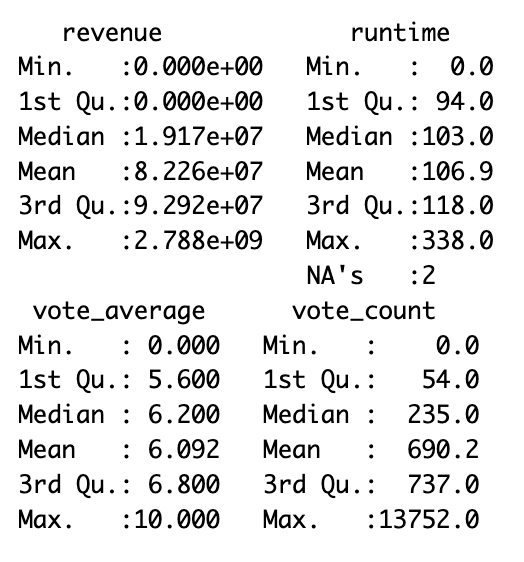 revenue runtime
Min. :0.000e+00 Min. : 0.0
1st Qu.:0.000e+00 1st Qu.: 94.0
Median :1.917e+07 Median :103.0
Mean :8.226e+07 Mean :106.9
3rd Qu.:9.292e+07 3rd Qu.:118.0
Max. :2.788e+09 Max. :338.0
NA's :2
vote_average vote_count
Min. : 0.000 Min. : 0.0
1st Qu.: 5.600 1st Qu.: 54.0
Median : 6.200 Median : 235.0
Mean : 6.092 Mean : 690.2
3rd Qu.: 6.800 3rd Qu.: 737.0
Max. :10.000 Max. :13752.0